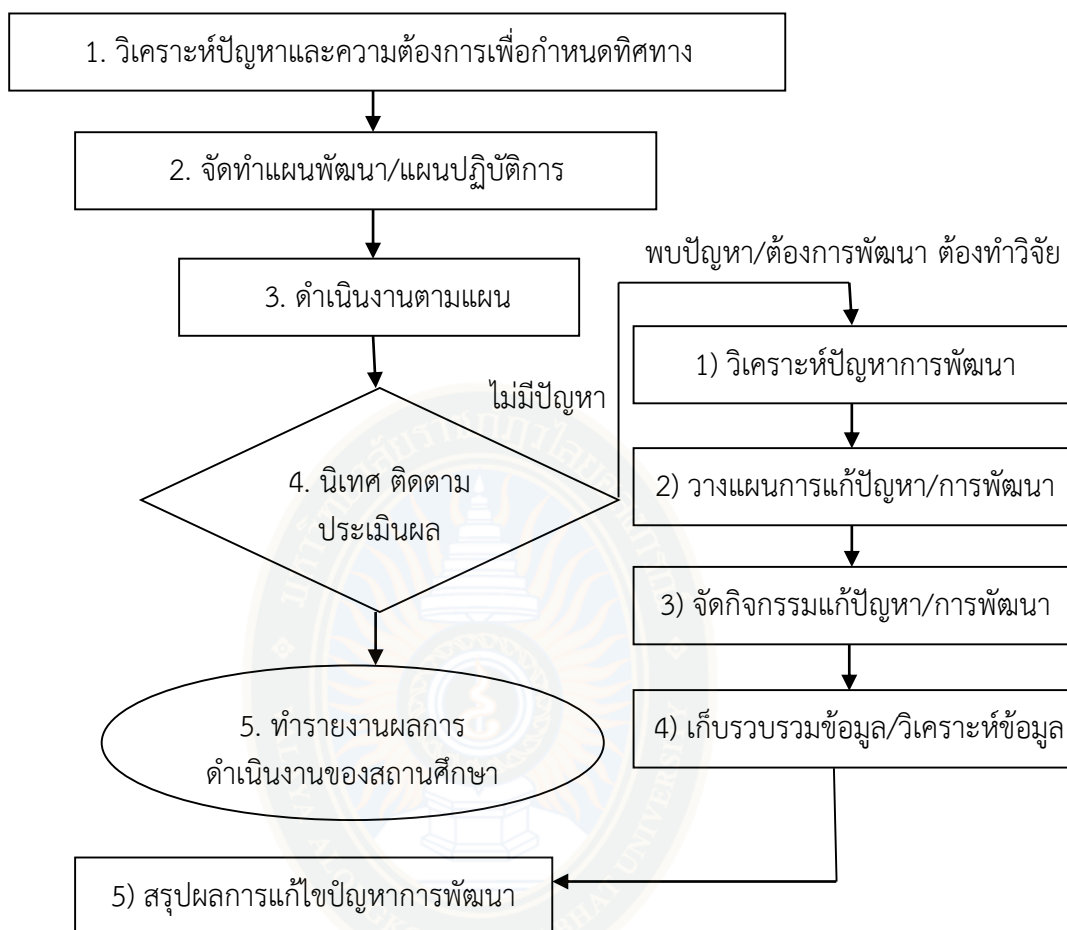 1. วิเคราะห์ปัญหาและความต้องการเพื่อกำหนดทิศทาง
2. จัดทำแผนพัฒนา/แผนปฏิบัติการ
3. ดำเนินงานตามแผน
ไม่มีปัญหา
4. นิเทศ ติดตาม
ประเมินผล
5. ทำรายงานผลการ
ดำเนินงานของสถานศึกษา
พบปัญหา/ต้องการพัฒนา ต้องทำวิจัย
1) วิเคราะห์ปัญหาการพัฒนา
2) วางแผนการแก้ปัญหา/การพัฒนา
3) จัดกิจกรรมแก้ปัญหา/การพัฒนา
4) เก็บรวบรวมข้อมูล/วิเคราะห์ข้อมูล
5) สรุปผลการแก้ไขปัญหาการพัฒนา